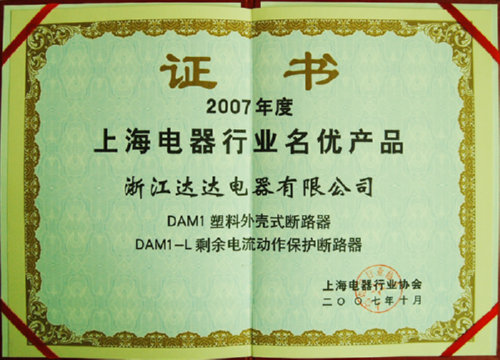 证 书
2007年度
上海电器行业名优产品
浙江达达电器有限公司
DAM1 塑料外壳式断路器
DAM1-L 剩余电流动作保护断路器
上海电器行业协会
二〇〇七年十月